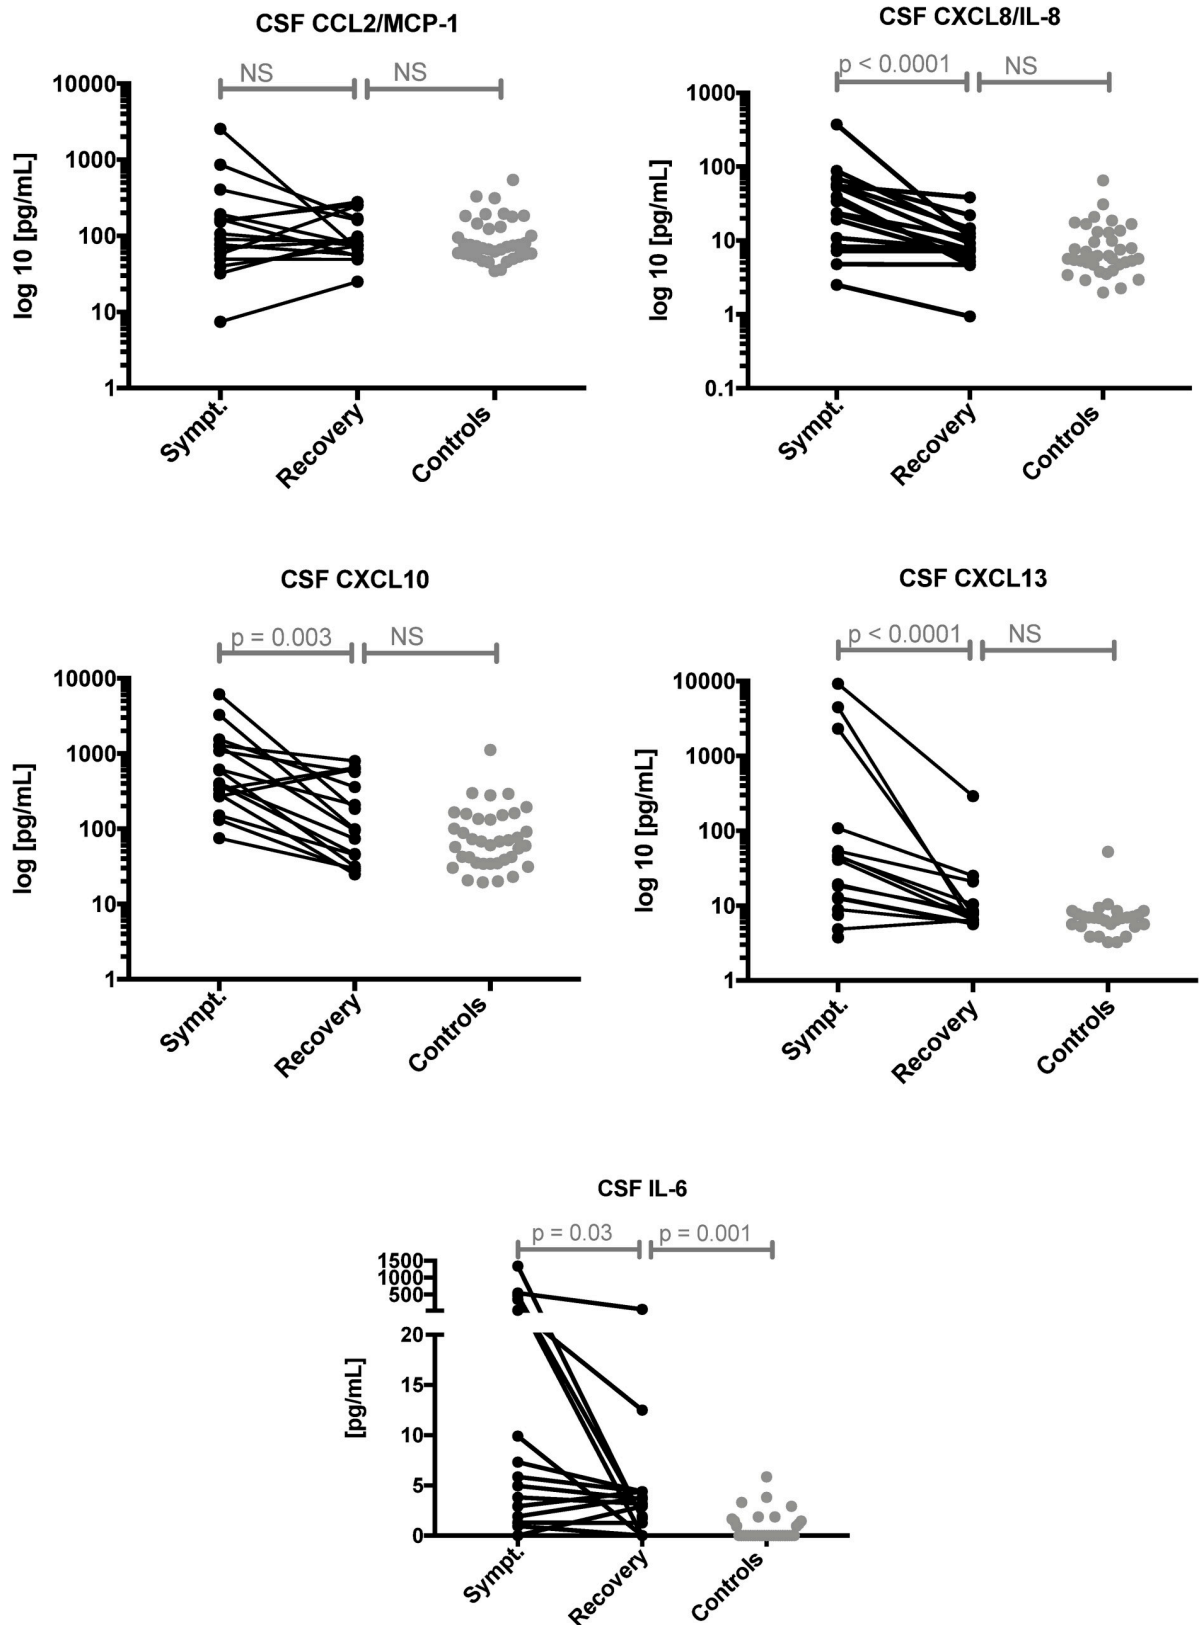 CSF CCL2/MCP-1
NS NS
log 10 [pg/mL]
10000
1000
100
10
1
Sympt. Recovery Controls
CSF CXCL8/IL-8
p < 0.0001 NS
log 10 [pg/mL]
1000
100
10
1
0.1
Sympt. Recovery Controls
CSF CXCL10
p = 0.003 NS
log [pg/mL]
10000
1000
100
10
1
Sympt. Recovery Controls
CSF CXCL13
p < 0.0001 NS
log 10 [pg/mL]
10000
1000
100
10
1
Sympt. Recovery Controls
CSF IL-6
p = 0.03 p = 0.001
[pg/mL]
1500
1000
500
20
15
10
5
0
Sympt. Recovery Controls